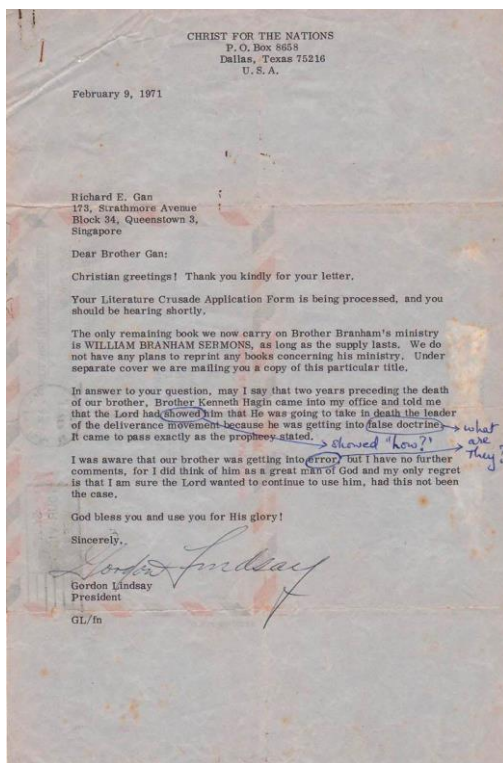 CHRIST FOR THE NATIONS
P. O. Box 8658
Dallas, Texas 75216
U. S. A.
February 9, 1971
Richard E. Gan
173, Strathmore Avenue
Block 34, Queenstown 3,
Singapore
Dear Brother Gan:
Christian greetings! Thank you kindly for your letter.
Your Literature Crusade Application Form is being processed, and you
should be hearing shortly.
The only remaining book we now carry on Brother Branham's ministry
is WILLIAM BRANHAM SERMONS, as long as the supply lasts. We do
not have any plans to reprint any books concerning his ministry. Under
separate cover we are mailing you a copy of this particular title.
In answer to your question, may I say that two years preceding the death
of our brother, Brother Kenneth Hagin came into my office and told me
that the Lord had showed him that He was going to take in death the leader
of the deliverance movement because he was getting into false doctrine. what
It came to pass exactly as the prophecy stated. showed "how?" are
they?
I was aware that our brother was getting into error, but I have no further
comments, for I did think of him as a great man of God and my only regret
is that I am sure the Lord wanted to continue to use him, had this not been
the case.
God bless you and use you for His glory!
Sincerely,
Gordon Lindsay
Gordon Lindsay
President
GL/fn